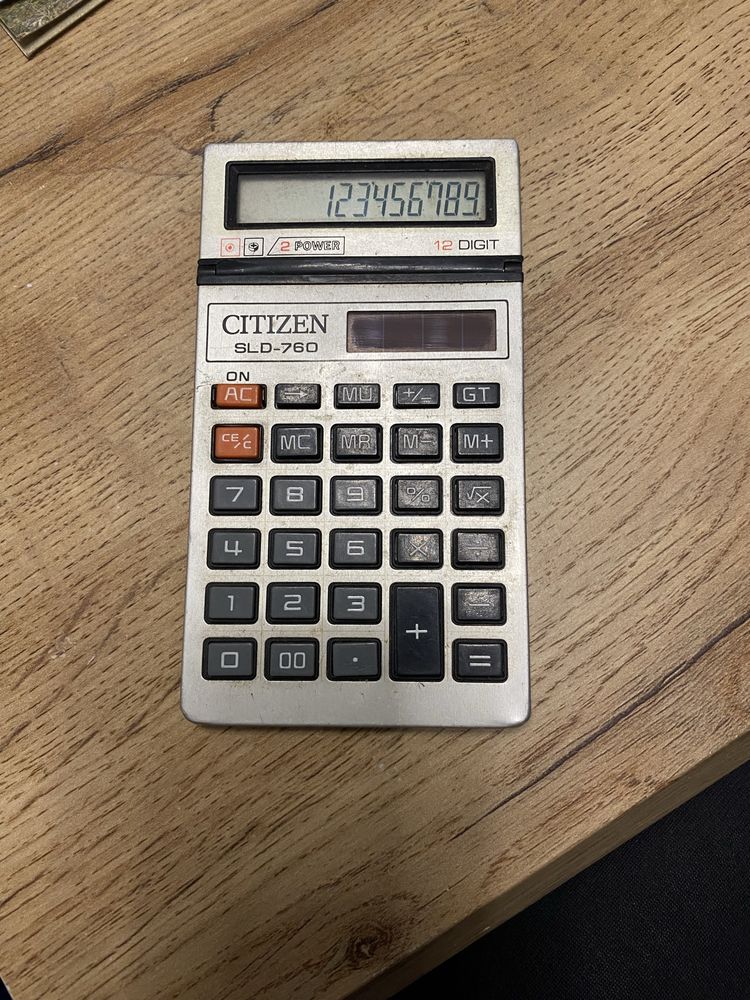 123456789.
2 POWER 12 DIGIT
CITIZEN
SLD-760
ON
AC → MU +/− GT
CE/C MC MR M− M+
7 8 9 % √x
4 5 6 × ÷
1 2 3 −
0 00 . + =